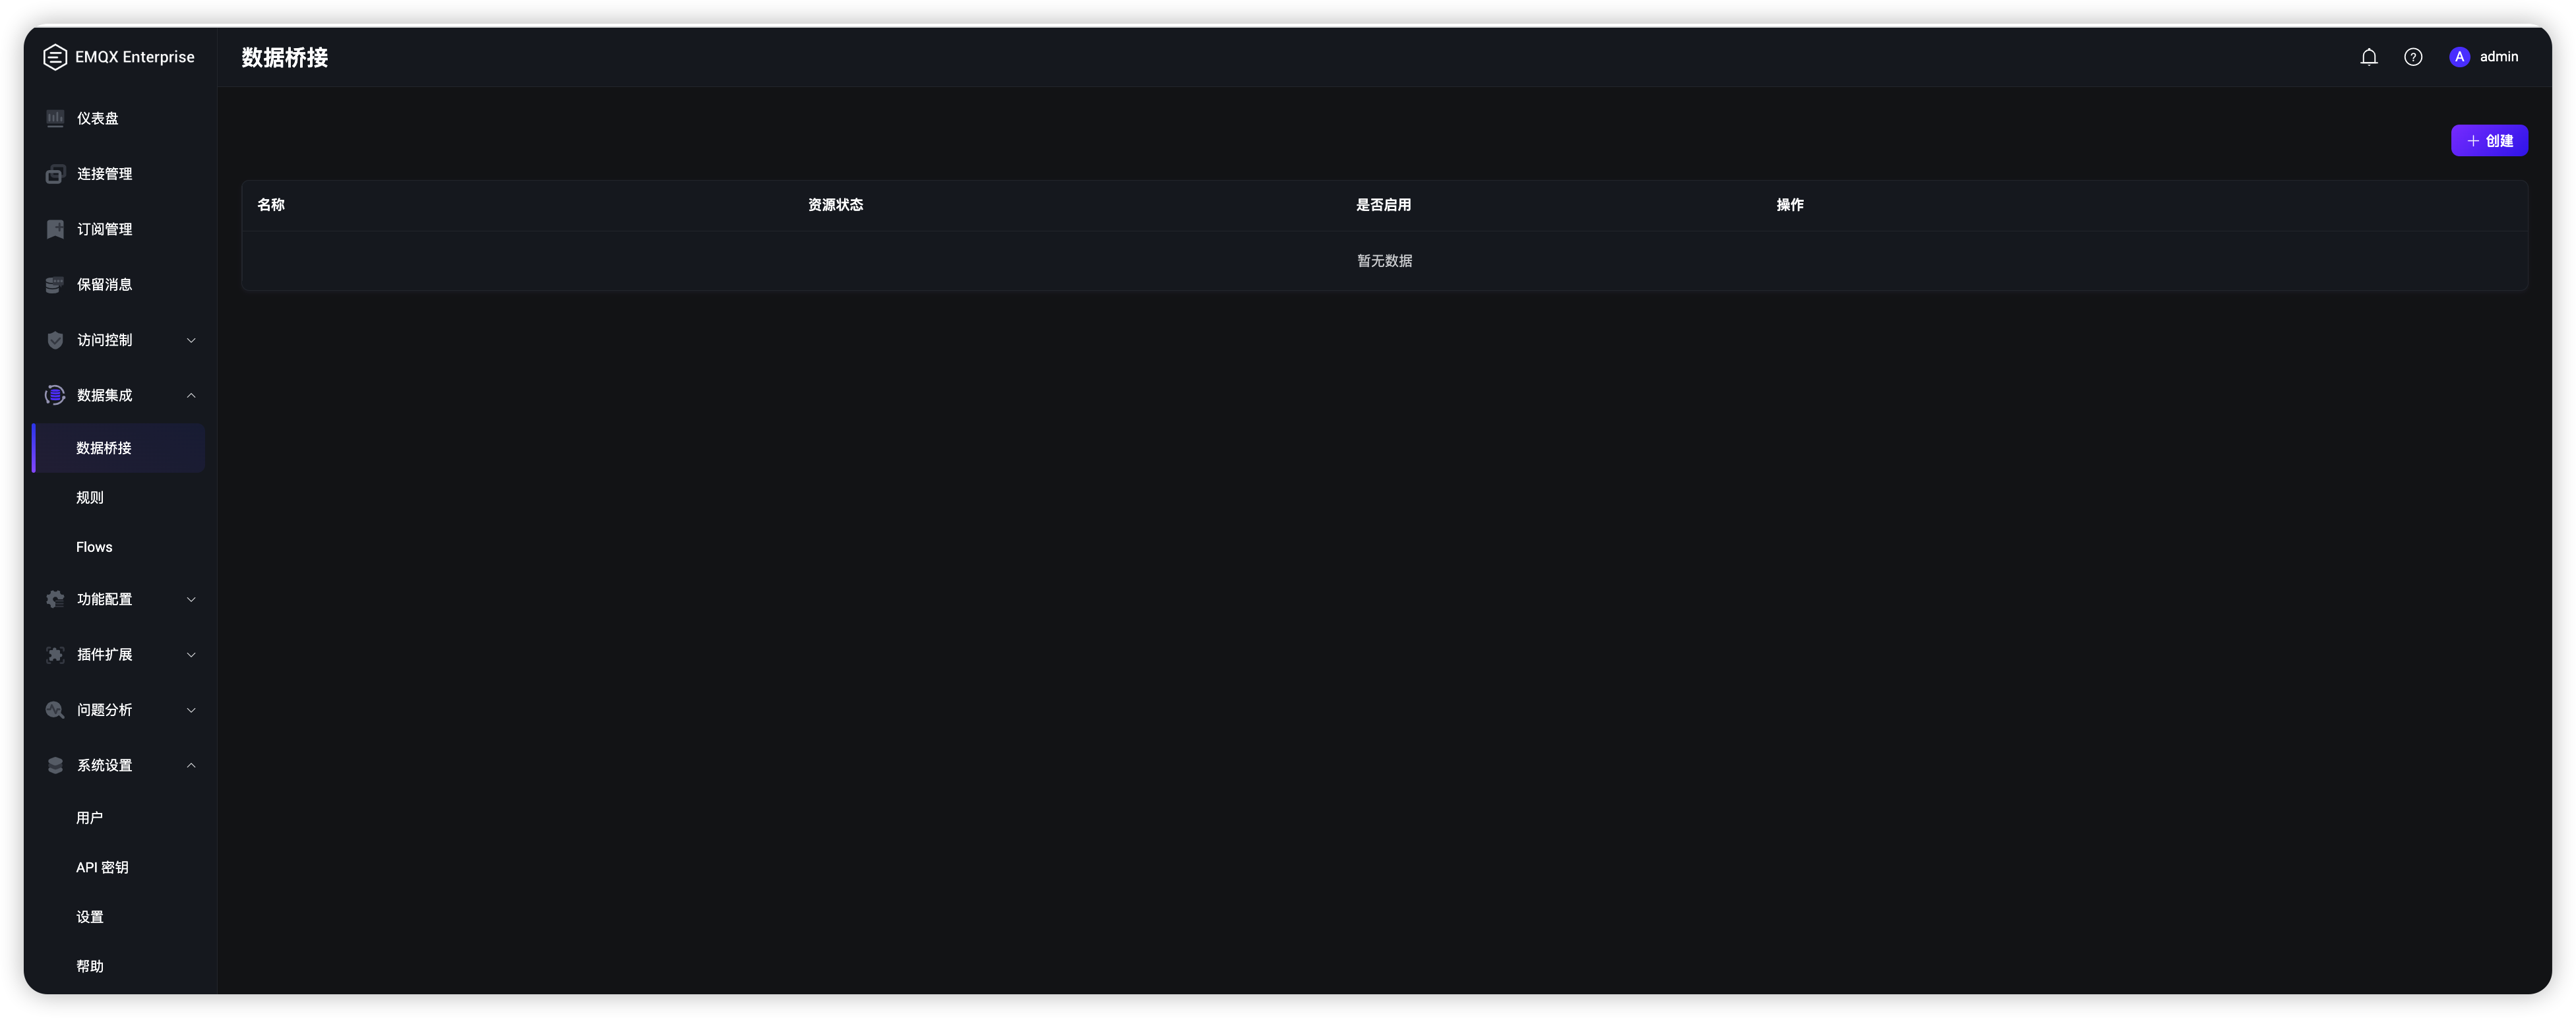 EMQX Enterprise
数据桥接
A
admin
仪表盘
连接管理
订阅管理
保留消息
访问控制
数据集成
数据桥接
规则
Flows
功能配置
插件扩展
问题分析
系统设置
用户
API 密钥
设置
帮助
+ 创建
名称 资源状态 是否启用 操作
暂无数据